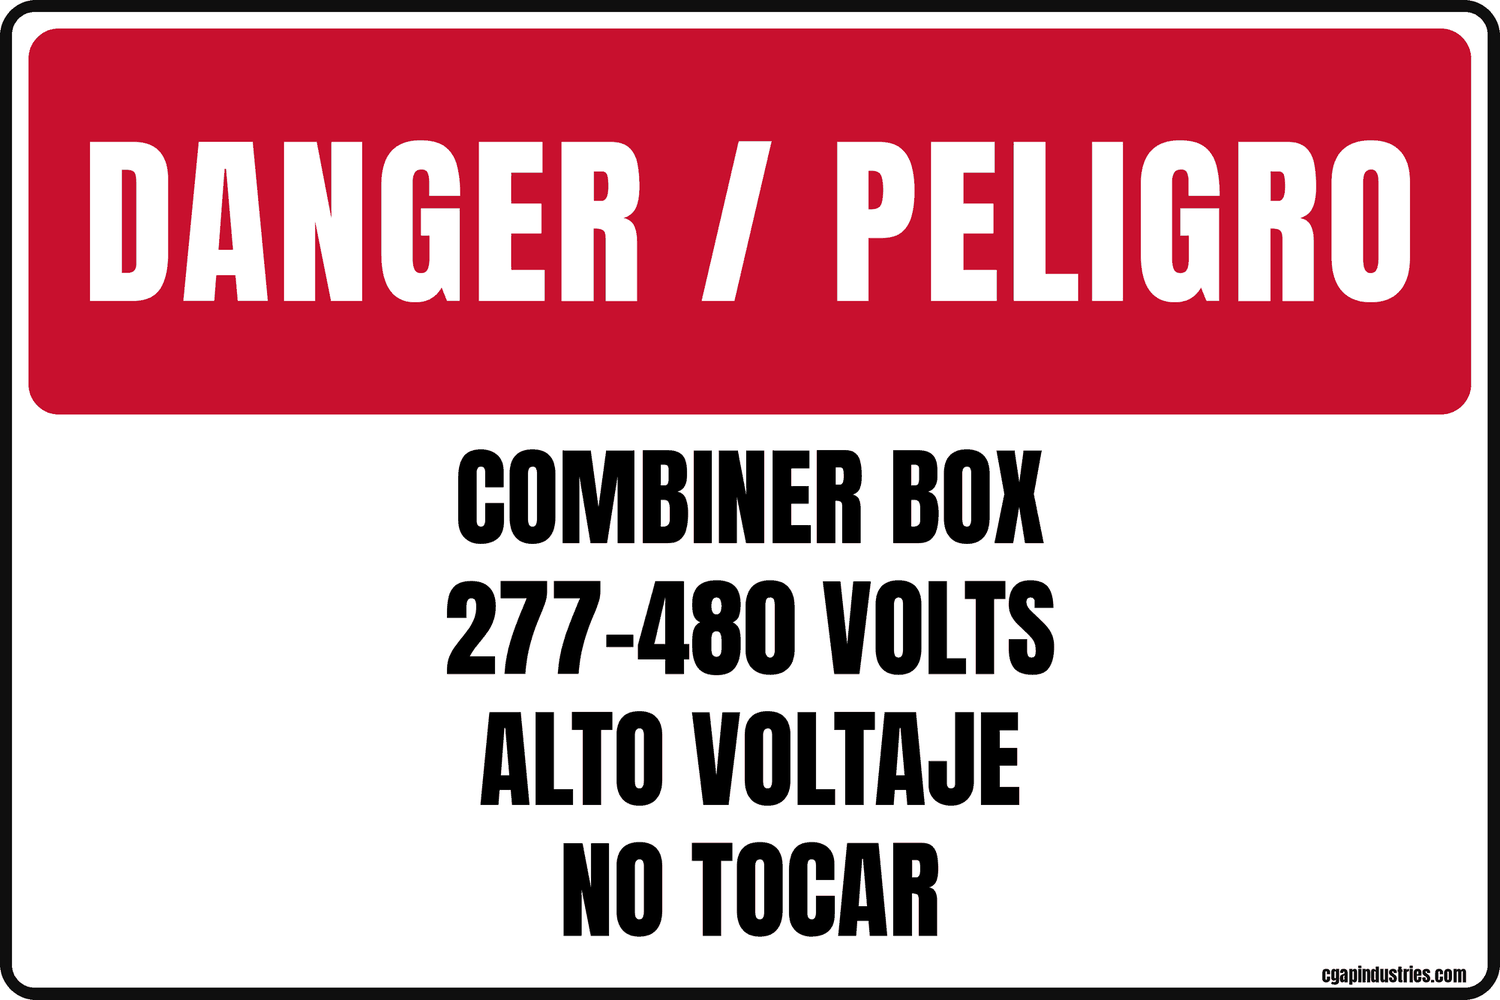 DANGER / PELIGRO
COMBINER BOX
277-480 VOLTS
ALTO VOLTAJE
NO TOCAR
cgapindustries.com